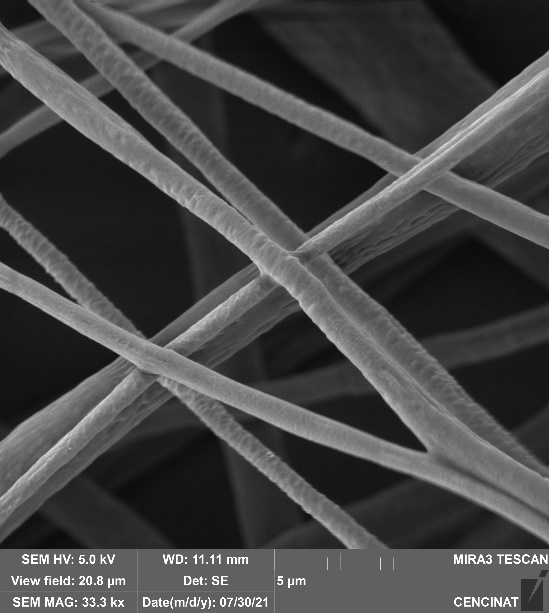 SEM HV: 5.0 kV WD: 11.11 mm MIRA3 TESCAN
View field: 20.8 µm Det: SE 5 µm
SEM MAG: 33.3 kx Date(m/d/y): 07/30/21 CENCINAT